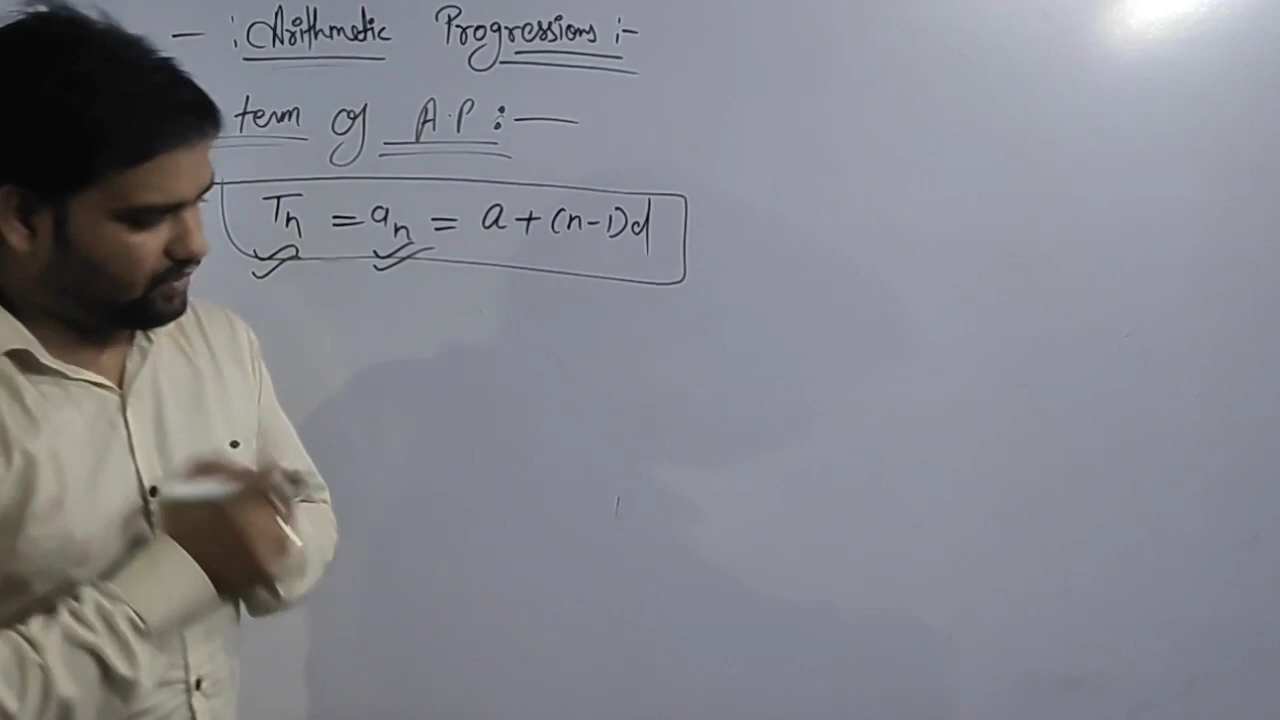 - : Arithmetic Progressions :-
term of A.P :-
Tn = an = a + (n-1)d